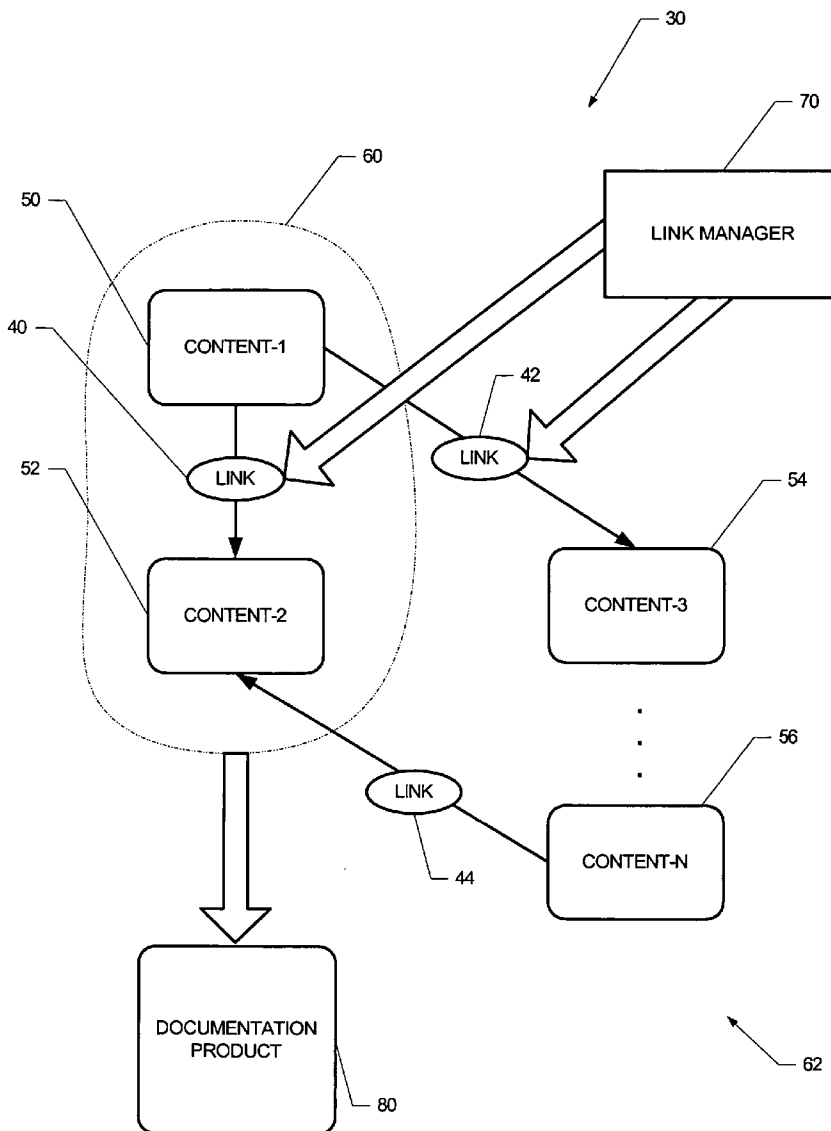 30
70
60
50
LINK MANAGER
CONTENT-1
40
42
LINK
52
LINK
54
CONTENT-2
CONTENT-3
56
LINK
CONTENT-N
44
DOCUMENTATION
PRODUCT
62
80